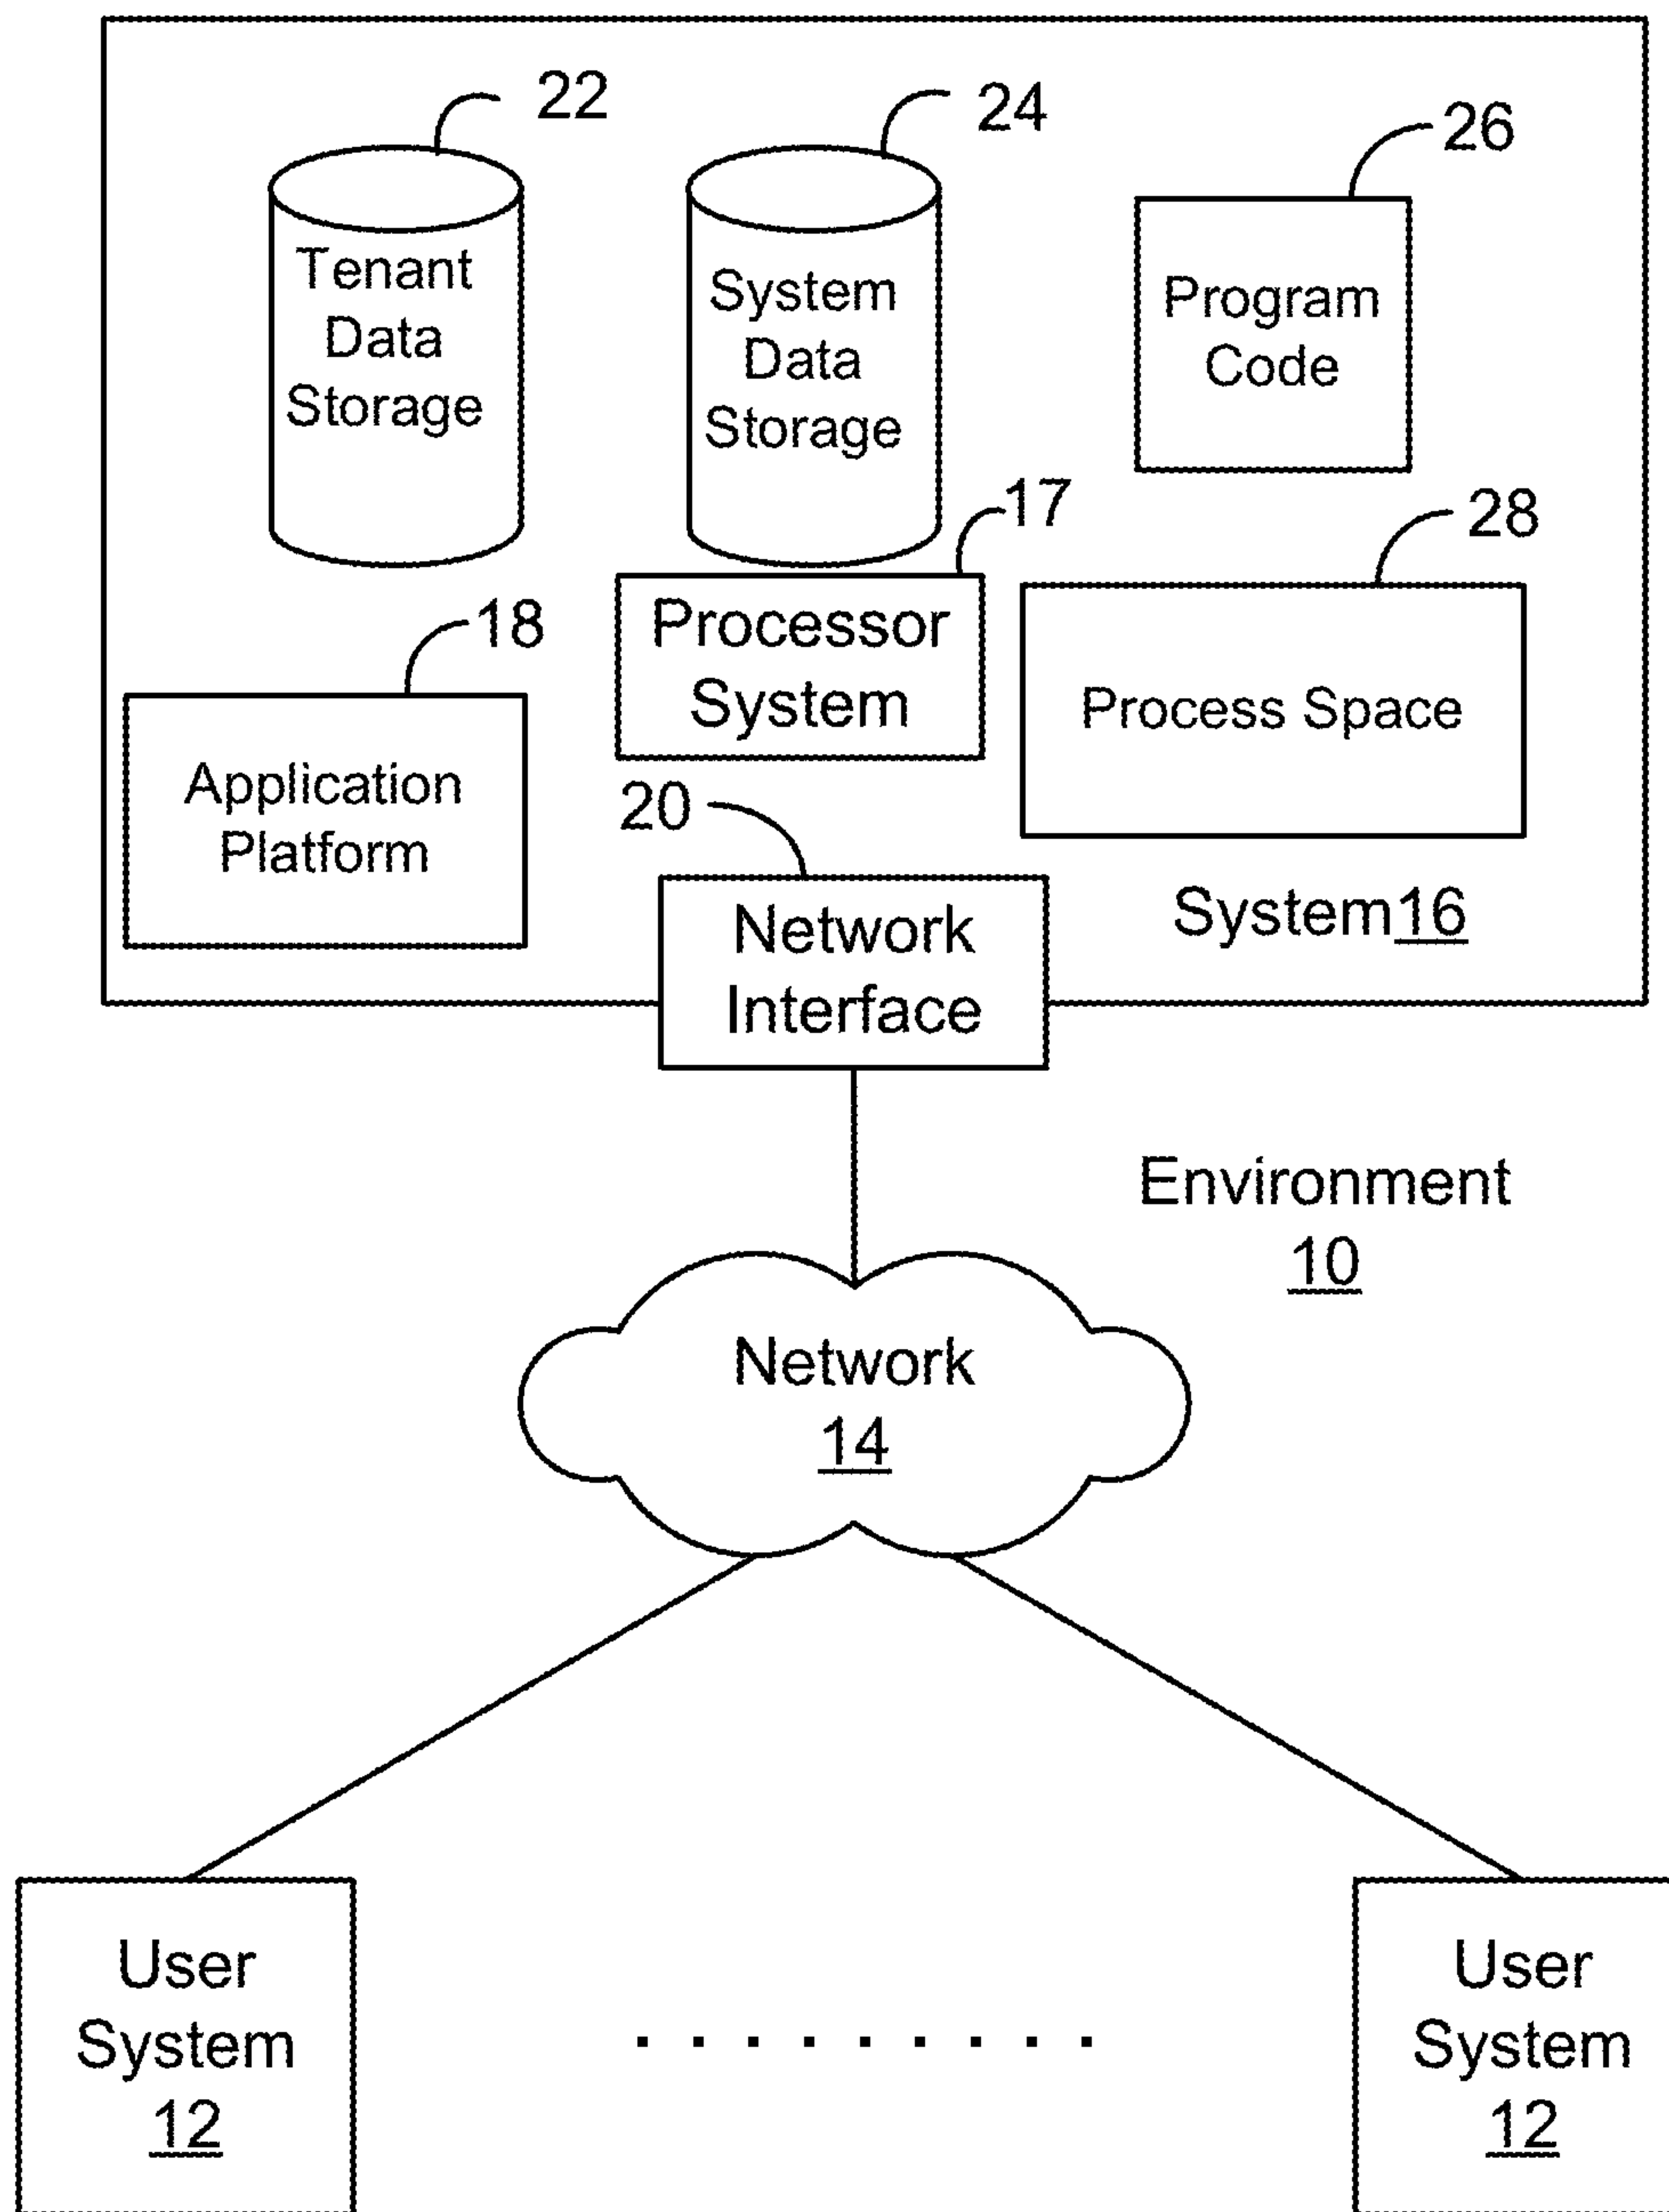 22
24
26
Tenant
Data
Storage
System
Data
Storage
Program
Code
17
28
18
Processor
System
Process Space
Application
Platform
20
Network
Interface
System16
Environment
10
Network
14
User
System
12
. . . . . . . . .
User
System
12